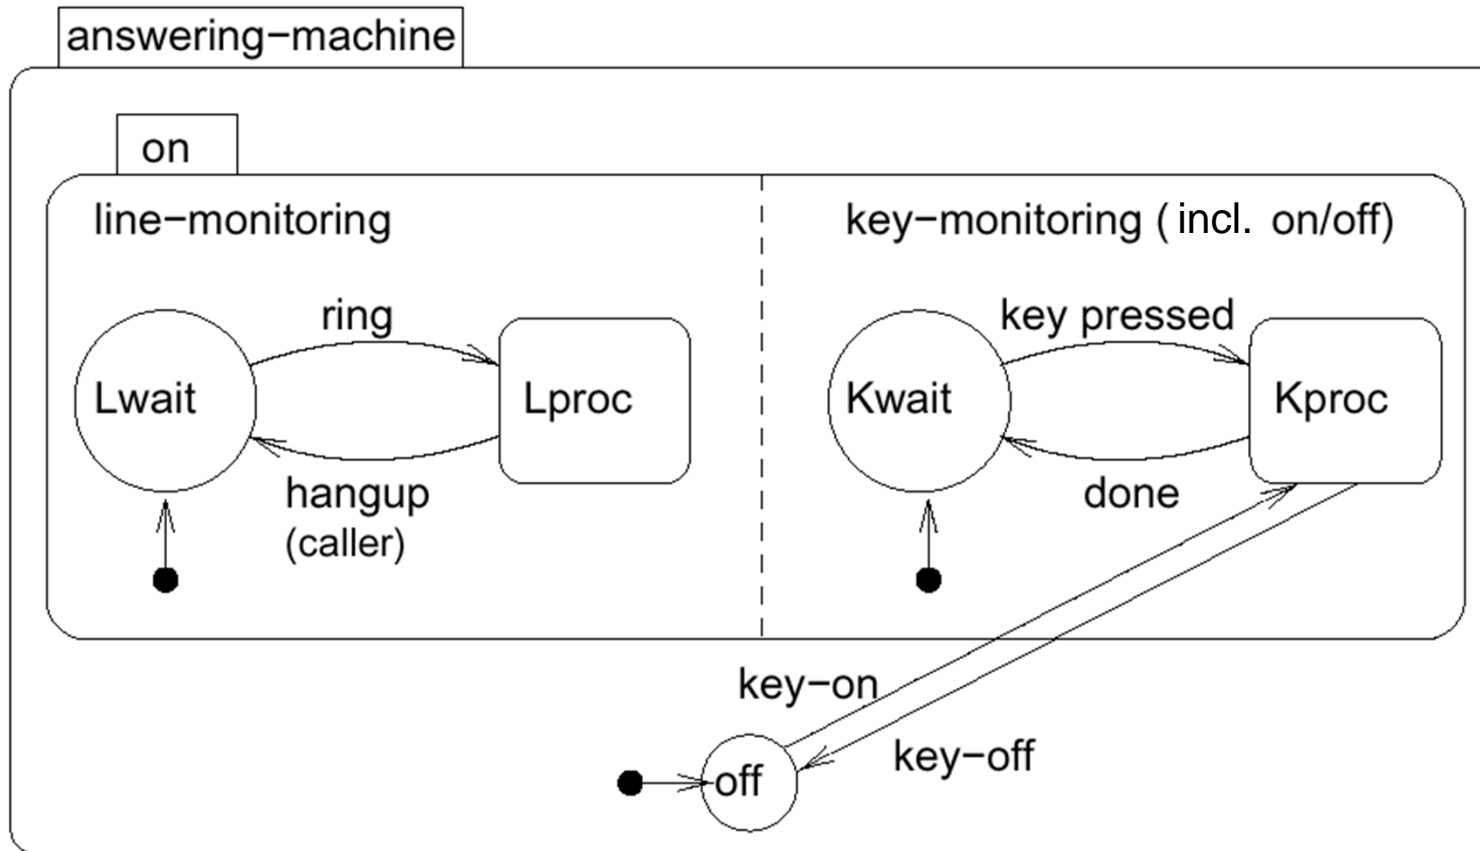 answering−machine
on
line−monitoring
key−monitoring (incl. on/off)
ring
key pressed
Lwait
Lproc
Kwait
Kproc
hangup
(caller)
done
key−on
key−off
off